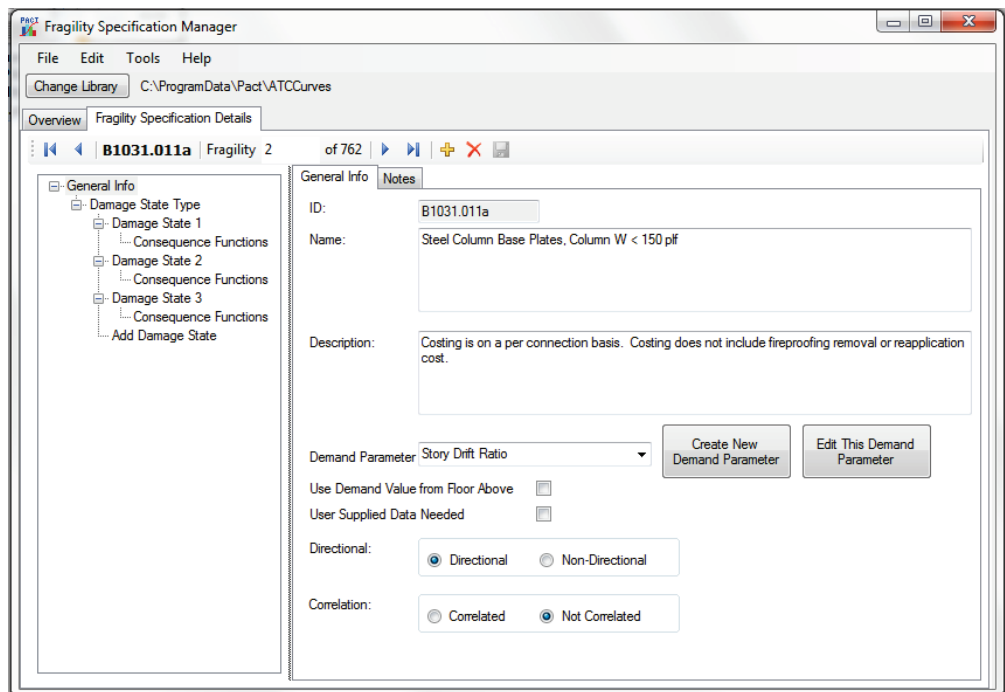 PACT Fragility Specification Manager
File Edit Tools Help
Change Library C:\ProgramData\Pact\ATCCurves
Overview Fragility Specification Details
B1031.011a Fragility 2 of 762
General Info
Damage State Type
Damage State 1
Consequence Functions
Damage State 2
Consequence Functions
Damage State 3
Consequence Functions
Add Damage State
General Info Notes
ID: B1031.011a
Name: Steel Column Base Plates, Column W < 150 plf
Description: Costing is on a per connection basis. Costing does not include fireproofing removal or reapplication
cost.
Demand Parameter Story Drift Ratio
Create New
Demand Parameter
Edit This Demand
Parameter
Use Demand Value from Floor Above
User Supplied Data Needed
Directional: Directional Non-Directional
Correlation: Correlated Not Correlated